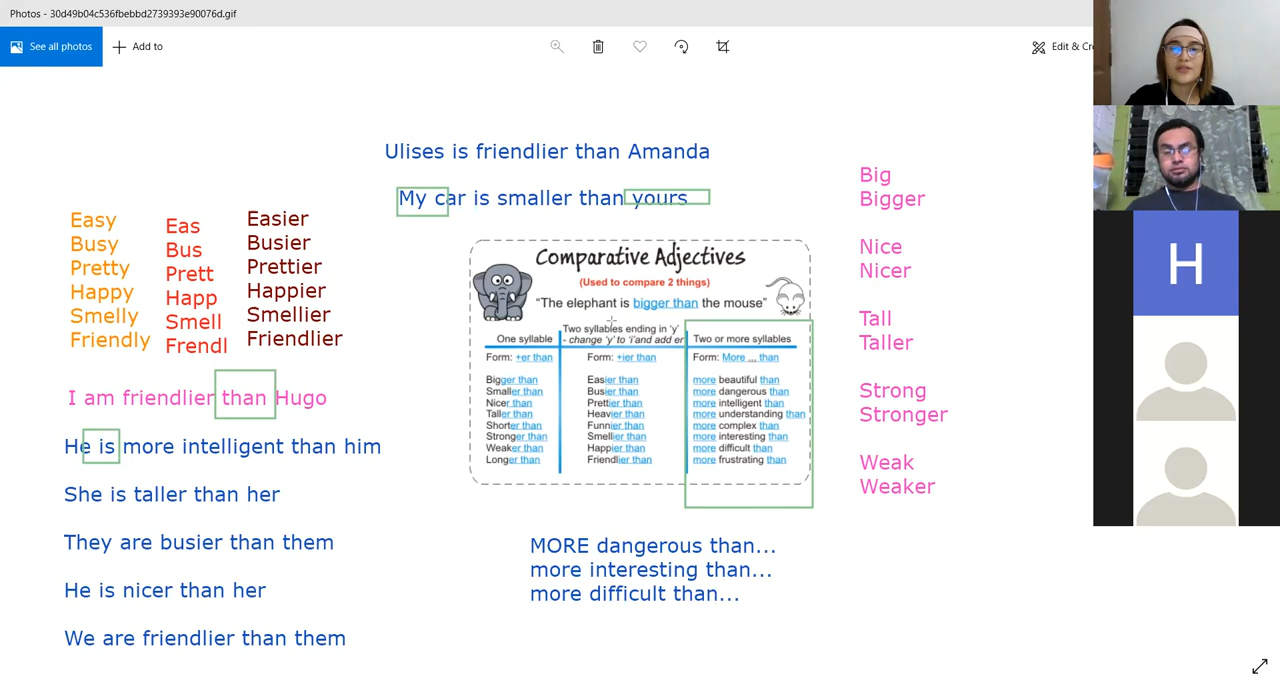 Photos - 30d49b04c536fbebbd2739393e90076d.gif
See all photos
Add to
Edit & Cr
Ulises is friendlier than Amanda
My car is smaller than yours
Easy
Busy
Pretty
Happy
Smelly
Friendly
Eas
Bus
Prett
Happ
Smell
Frendl
Easier
Busier
Prettier
Happier
Smellier
Friendlier
I am friendlier than Hugo
He is more intelligent than him
She is taller than her
They are busier than them
He is nicer than her
We are friendlier than them
Comparative Adjectives
(Used to compare 2 things)
"The elephant is bigger than the mouse"
One syllable
Form: +er than
Bigger than
Smaller than
Nicer than
Taller than
Shorter than
Stronger than
Weaker than
Longer than
Two syllables ending in 'y'
- change 'y' to 'i'and add er
Form: +ier than
Easier than
Busier than
Prettier than
Heavier than
Funnier than
Smellier than
Happier than
Friendlier than
Two or more syllables
Form: More ... than
more beautiful than
more dangerous than
more intelligent than
more understanding than
more complex than
more interesting than
more difficult than
more frustrating than
MORE dangerous than...
more interesting than...
more difficult than...
Big
Bigger
Nice
Nicer
Tall
Taller
Strong
Stronger
Weak
Weaker
H